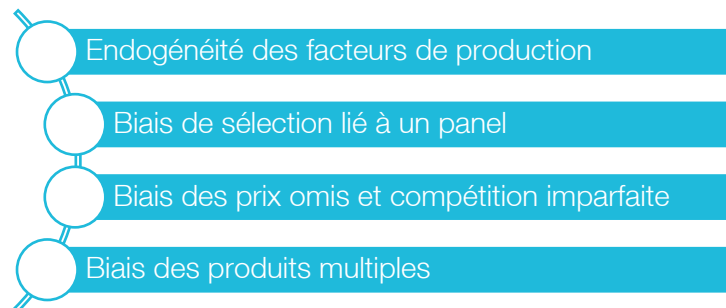 Endogénéité des facteurs de production
Biais de sélection lié à un panel
Biais des prix omis et compétition imparfaite
Biais des produits multiples